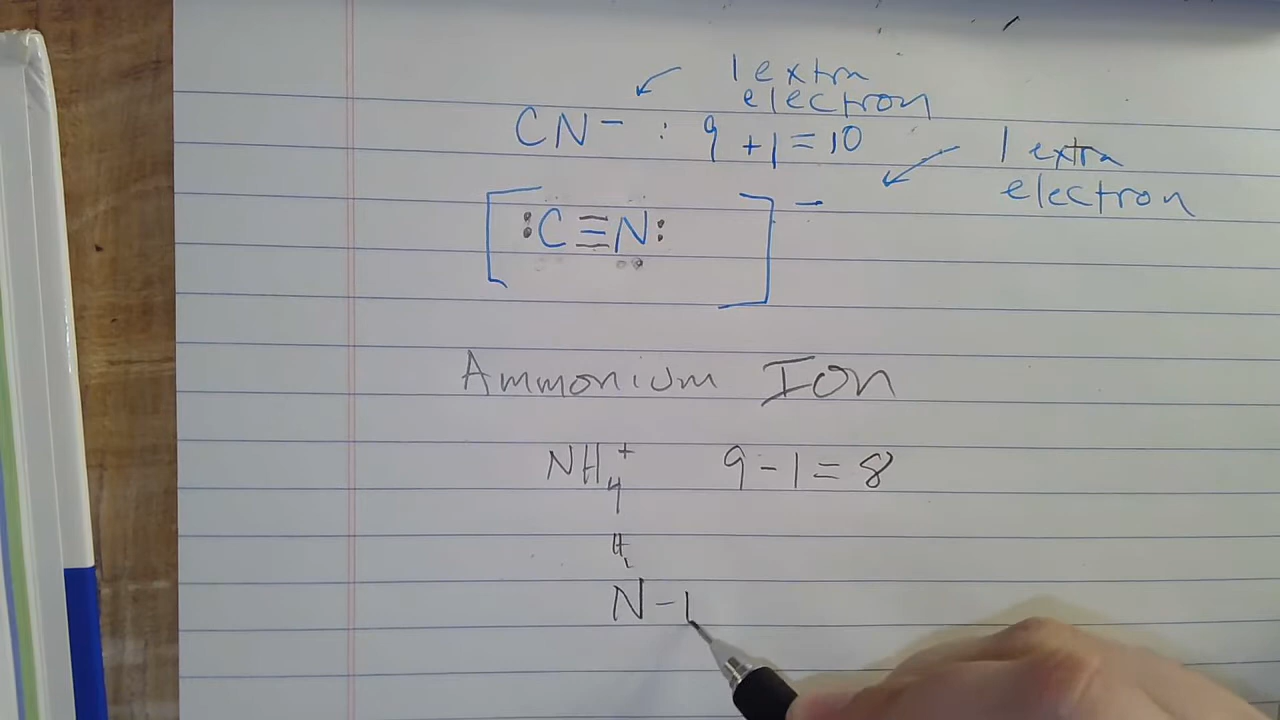 1 extra
electron
CN⁻ : 9 + 1 = 10
1 extra
electron
[:C≡N:]⁻
Ammonium Ion
NH₄⁺ 9 - 1 = 8
H
N - I